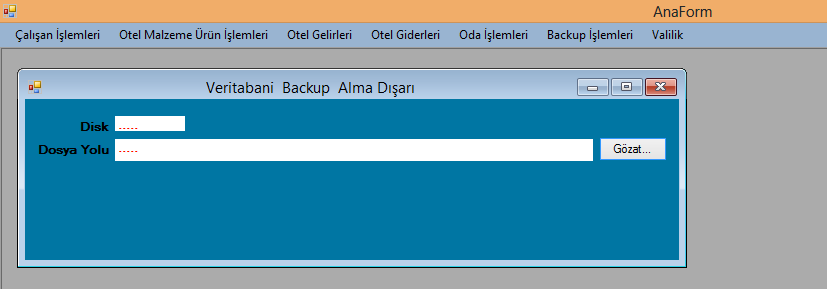 AnaForm
Çalışan İşlemleri Otel Malzeme Ürün İşlemleri Otel Gelirleri Otel Giderleri Oda İşlemleri Backup İşlemleri Valilik
Veritabani Backup Alma Dışarı
Disk -----
Dosya Yolu ----- Gözat...